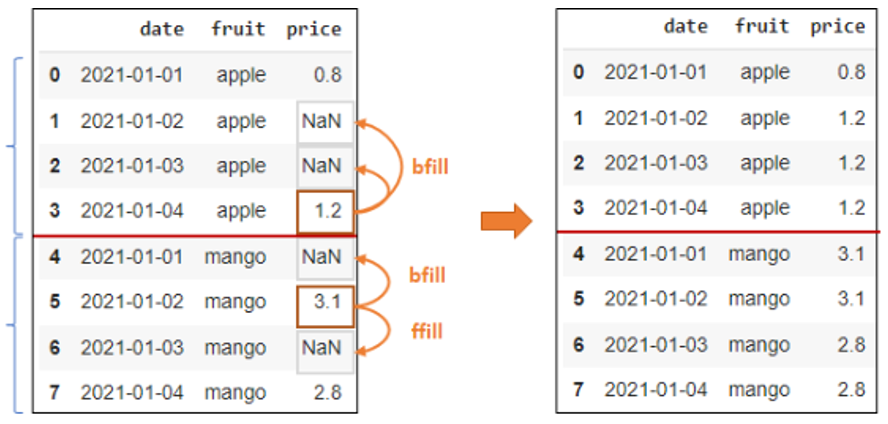 date fruit price
0 2021-01-01 apple 0.8
1 2021-01-02 apple NaN
2 2021-01-03 apple NaN
3 2021-01-04 apple 1.2
4 2021-01-01 mango NaN
5 2021-01-02 mango 3.1
6 2021-01-03 mango NaN
7 2021-01-04 mango 2.8
bfill
bfill
ffill
date fruit price
0 2021-01-01 apple 0.8
1 2021-01-02 apple 1.2
2 2021-01-03 apple 1.2
3 2021-01-04 apple 1.2
4 2021-01-01 mango 3.1
5 2021-01-02 mango 3.1
6 2021-01-03 mango 2.8
7 2021-01-04 mango 2.8